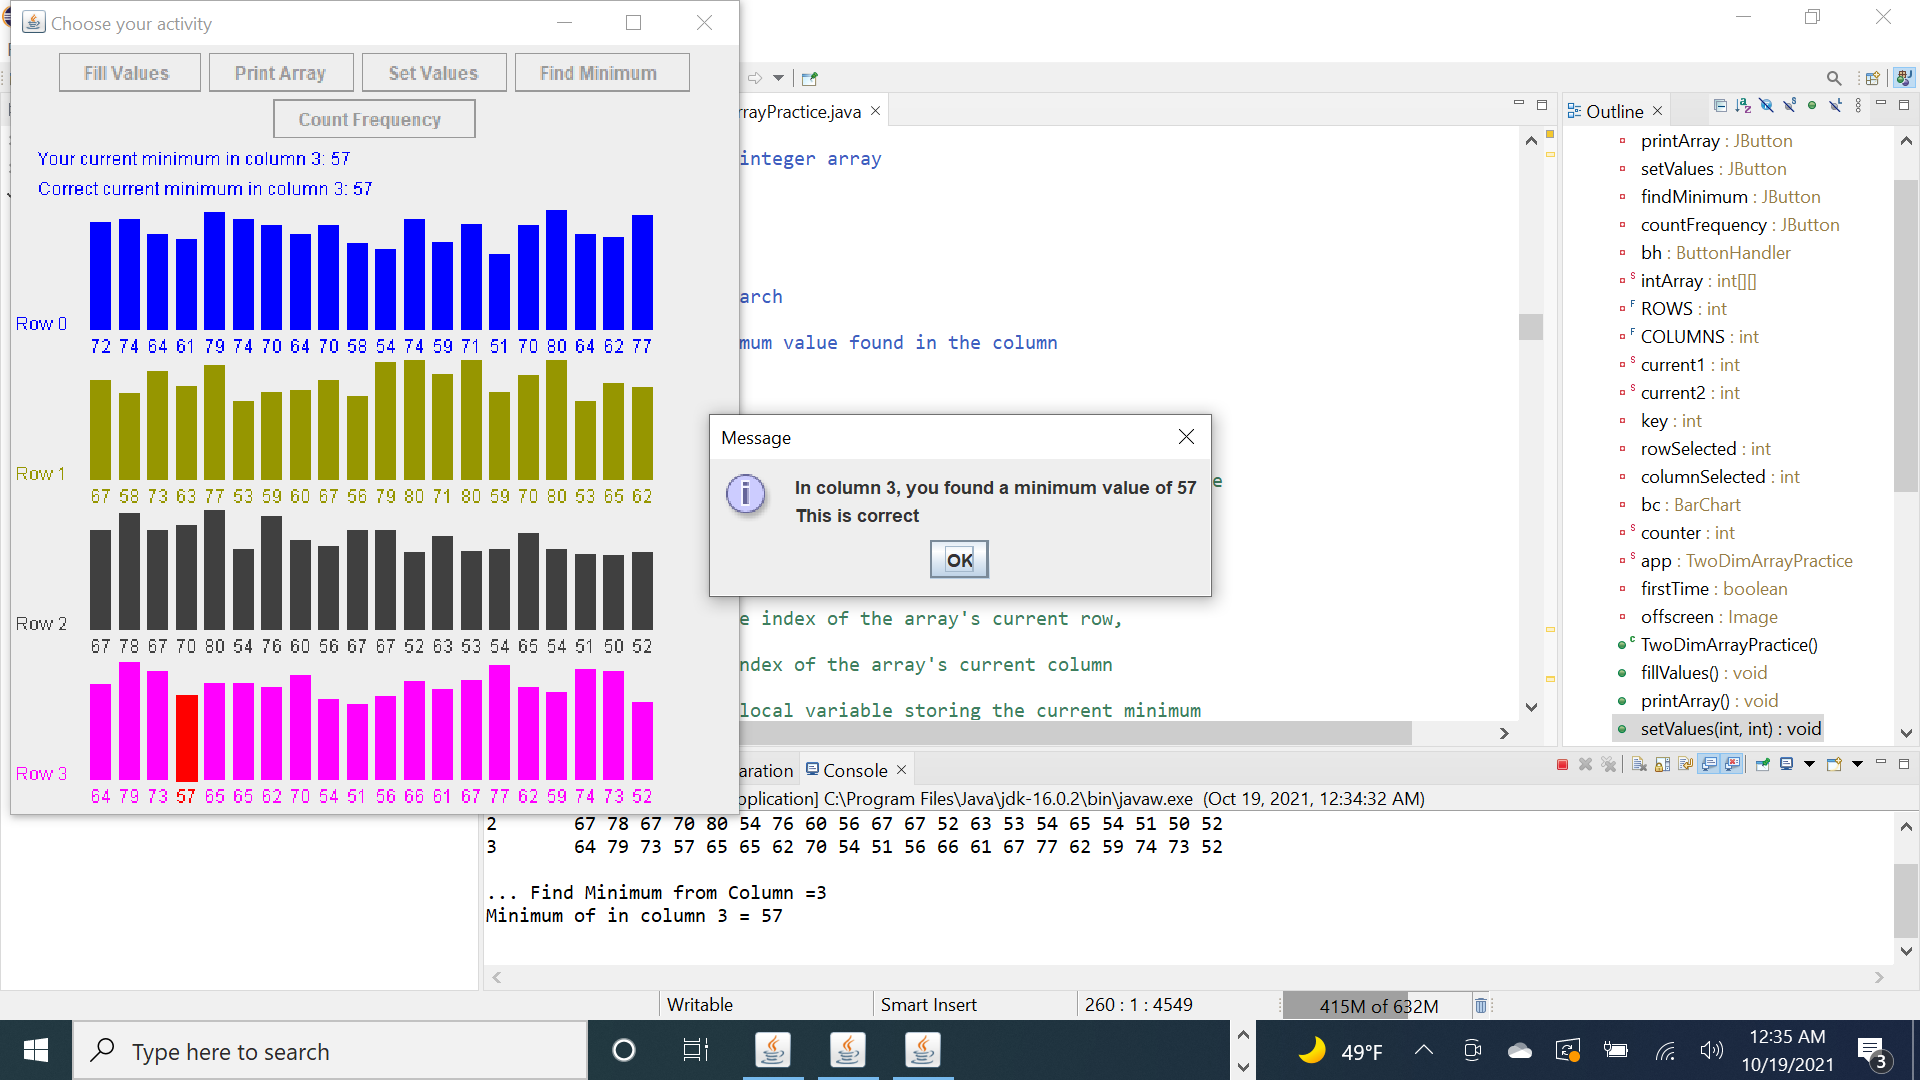 Choose your activity
Fill Values
Print Array
Set Values
Find Minimum
Count Frequency
Your current minimum in column 3: 57
Correct current minimum in column 3: 57
Row 0
72 74 64 61 79 74 70 64 70 58 54 74 59 71 51 70 80 64 62 77
Row 1
67 58 73 63 77 53 59 60 67 56 79 80 71 80 59 70 80 53 65 62
Row 2
67 78 67 70 80 54 76 60 56 67 67 52 63 53 54 65 54 51 50 52
Row 3
64 79 73 57 65 65 62 70 54 51 56 66 61 67 77 62 59 74 73 52
rrayPractice.java
integer array
arch
mum value found in the column
e
e index of the array's current row,
ndex of the array's current column
local variable storing the current minimum
Message
In column 3, you found a minimum value of 57
This is correct
OK
Outline
printArray : JButton
setValues : JButton
findMinimum : JButton
countFrequency : JButton
bh : ButtonHandler
intArray : int[][]
ROWS : int
COLUMNS : int
current1 : int
current2 : int
key : int
rowSelected : int
columnSelected : int
bc : BarChart
counter : int
app : TwoDimArrayPractice
firstTime : boolean
offscreen : Image
TwoDimArrayPractice()
fillValues() : void
printArray() : void
setValues(int, int) : void
aration
Console
pplication] C:\Program Files\Java\jdk-16.0.2\bin\javaw.exe (Oct 19, 2021, 12:34:32 AM)
2 67 78 67 70 80 54 76 60 56 67 67 52 63 53 54 65 54 51 50 52
3 64 79 73 57 65 65 62 70 54 51 56 66 61 67 77 62 59 74 73 52
... Find Minimum from Column =3
Minimum of in column 3 = 57
Writable
Smart Insert
260 : 1 : 4549
415M of 632M
Type here to search
49°F
12:35 AM
10/19/2021
3